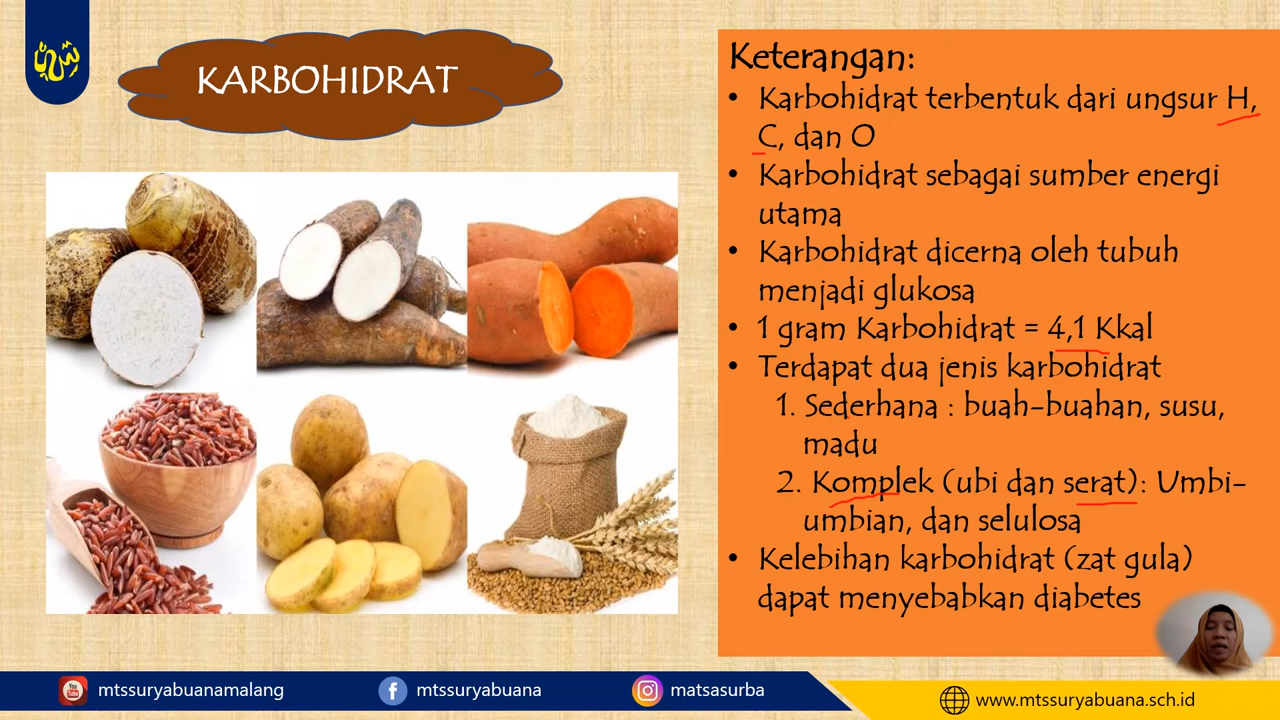 KARBOHIDRAT
Keterangan:
• Karbohidrat terbentuk dari ungsur H,
C, dan O
• Karbohidrat sebagai sumber energi
utama
• Karbohidrat dicerna oleh tubuh
menjadi glukosa
• 1 gram Karbohidrat = 4,1 Kkal
• Terdapat dua jenis karbohidrat
1. Sederhana : buah-buahan, susu,
madu
2. Komplek (ubi dan serat): Umbi-
umbian, dan selulosa
• Kelebihan karbohidrat (zat gula)
dapat menyebabkan diabetes
mtssuryabuanamalang
mtssuryabuana
matsasurba
www.mtssuryabuana.sch.id